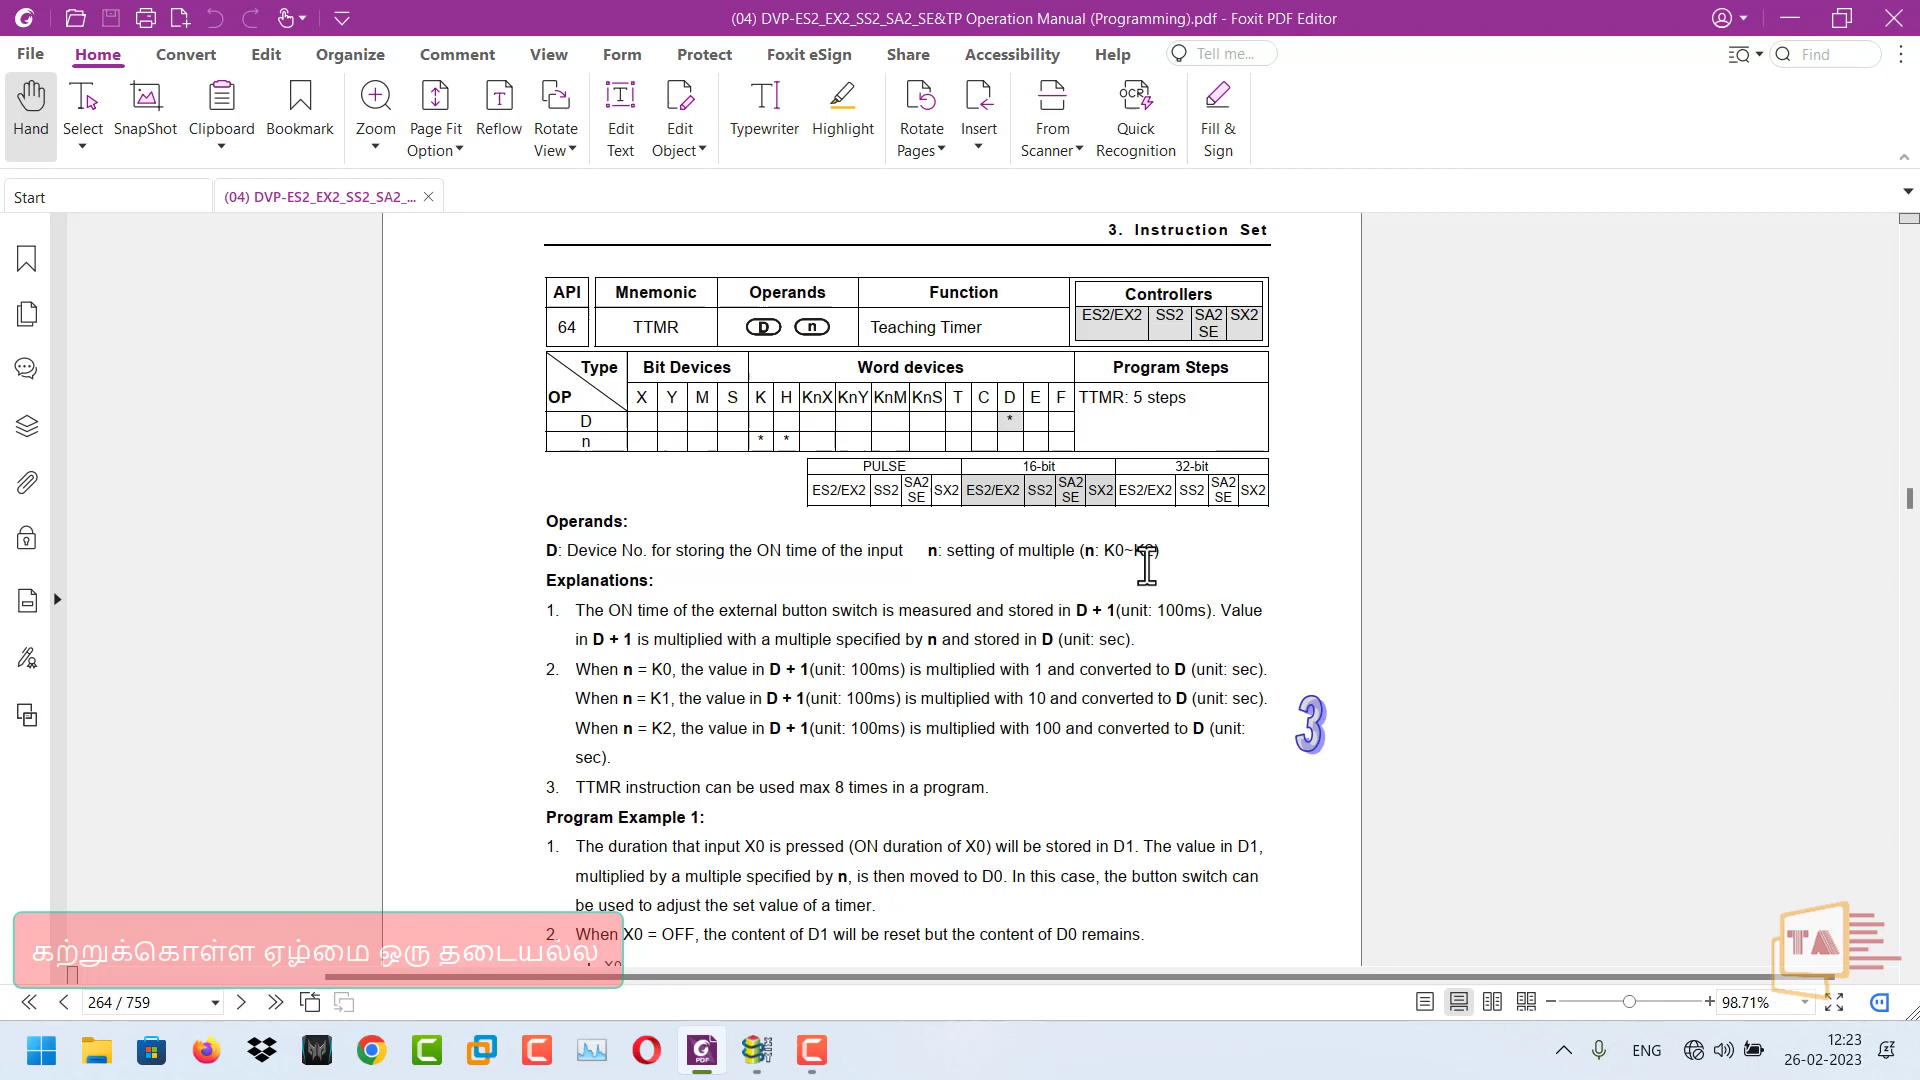 (04) DVP-ES2_EX2_SS2_SA2_SE&TP Operation Manual (Programming).pdf - Foxit PDF Editor
File Home Convert Edit Organize Comment View Form Protect Foxit eSign Share Accessibility Help Tell me... Find
Hand Select SnapShot Clipboard Bookmark Zoom Page Fit Option Reflow Rotate View Edit Text Edit Object Typewriter Highlight Rotate Pages Insert From Scanner OCR Quick Recognition Fill & Sign
Start (04) DVP-ES2_EX2_SS2_SA2_...
3. Instruction Set
API Mnemonic Operands Function Controllers
64 TTMR D n Teaching Timer ES2/EX2 SS2 SA2 SE SX2
Type Bit Devices Word devices Program Steps
OP X Y M S K H KnX KnY KnM KnS T C D E F TTMR: 5 steps
D *
n * *
PULSE 16-bit 32-bit
ES2/EX2 SS2 SA2 SE SX2 ES2/EX2 SS2 SA2 SE SX2 ES2/EX2 SS2 SA2 SE SX2
Operands:
D: Device No. for storing the ON time of the input n: setting of multiple (n: K0~
Explanations:
1. The ON time of the external button switch is measured and stored in D + 1(unit: 100ms). Value
in D + 1 is multiplied with a multiple specified by n and stored in D (unit: sec).
2. When n = K0, the value in D + 1(unit: 100ms) is multiplied with 1 and converted to D (unit: sec).
When n = K1, the value in D + 1(unit: 100ms) is multiplied with 10 and converted to D (unit: sec).
When n = K2, the value in D + 1(unit: 100ms) is multiplied with 100 and converted to D (unit:
sec).
3
3. TTMR instruction can be used max 8 times in a program.
Program Example 1:
1. The duration that input X0 is pressed (ON duration of X0) will be stored in D1. The value in D1,
multiplied by a multiple specified by n, is then moved to D0. In this case, the button switch can
be used to adjust the set value of a timer.
2. When X0 = OFF, the content of D1 will be reset but the content of D0 remains.
கற்றுக்கொள்ள ஏழ்மை ஒரு தடையல்ல
TA
264 / 759 98.71%
ENG 12:23
26-02-2023